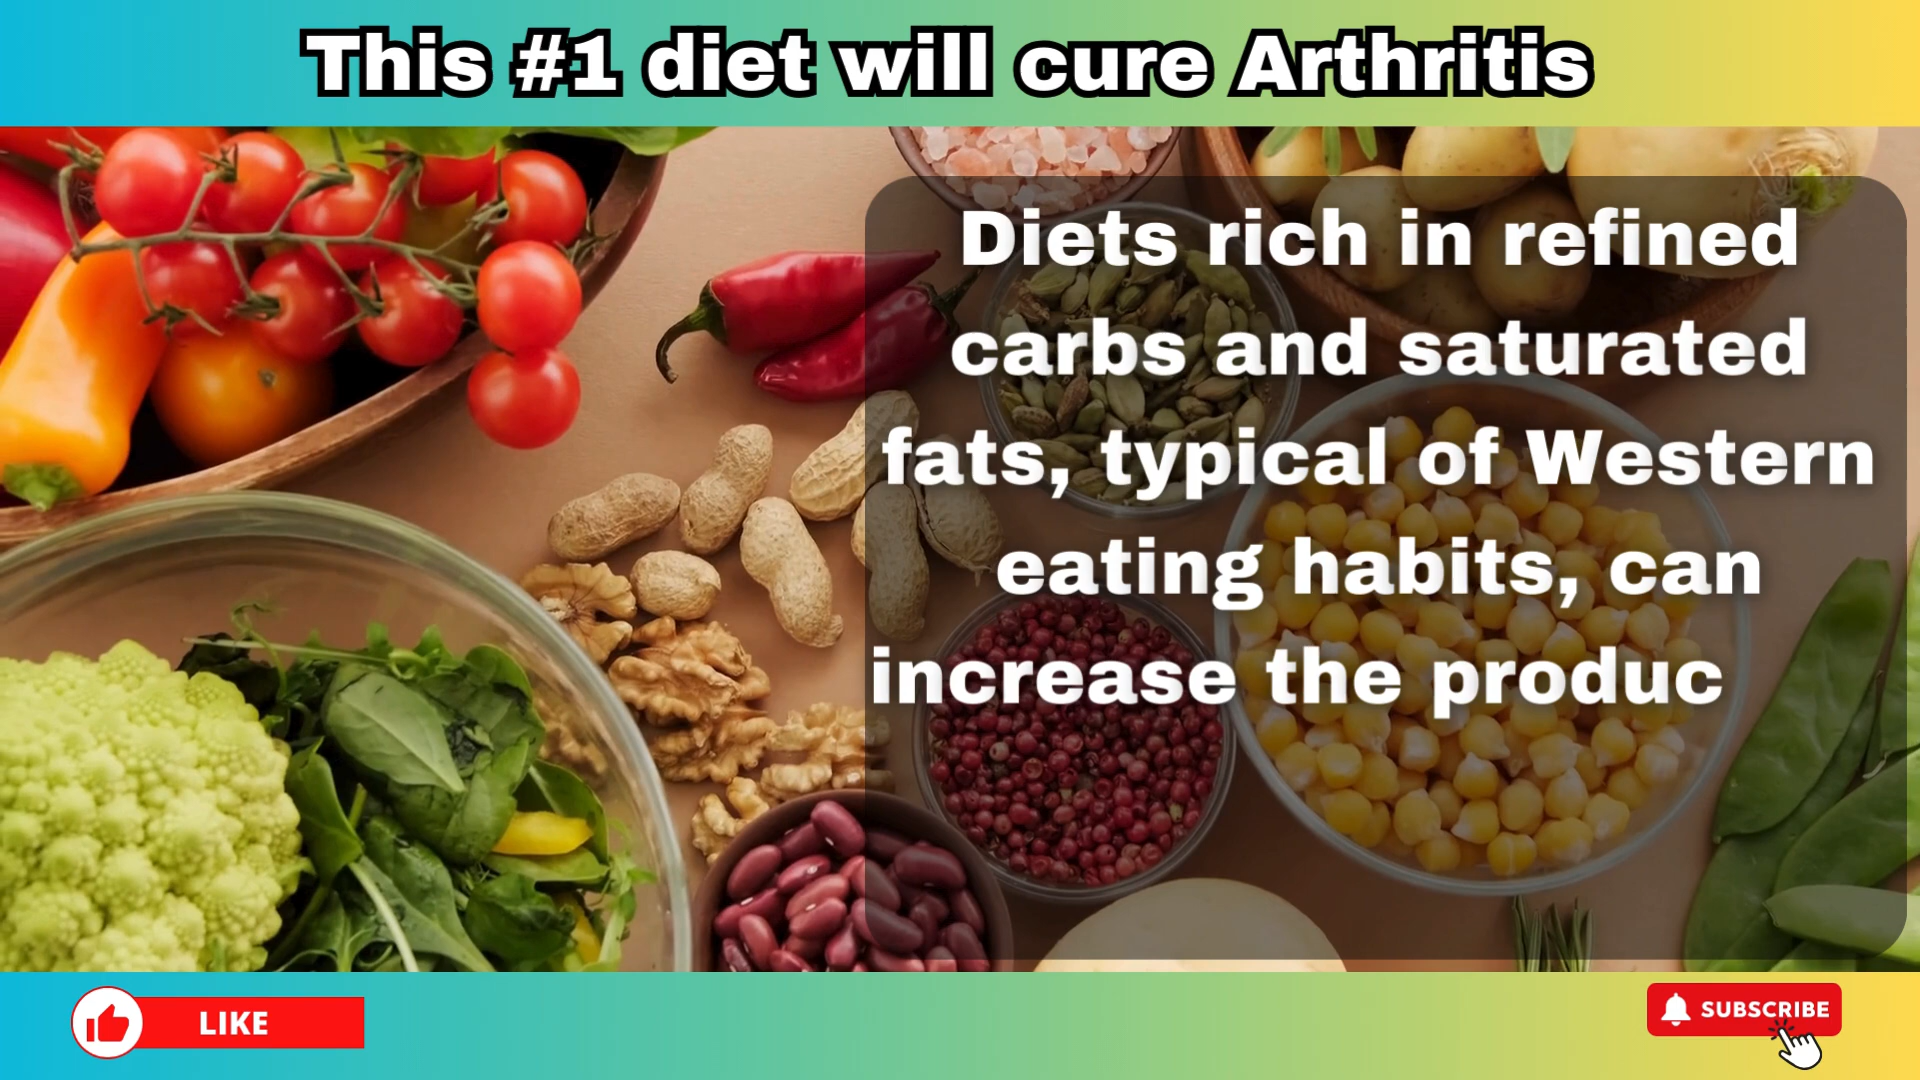 This #1 diet will cure Arthritis
Diets rich in refined
carbs and saturated
fats, typical of Western
eating habits, can
increase the produc
LIKE
SUBSCRIBE